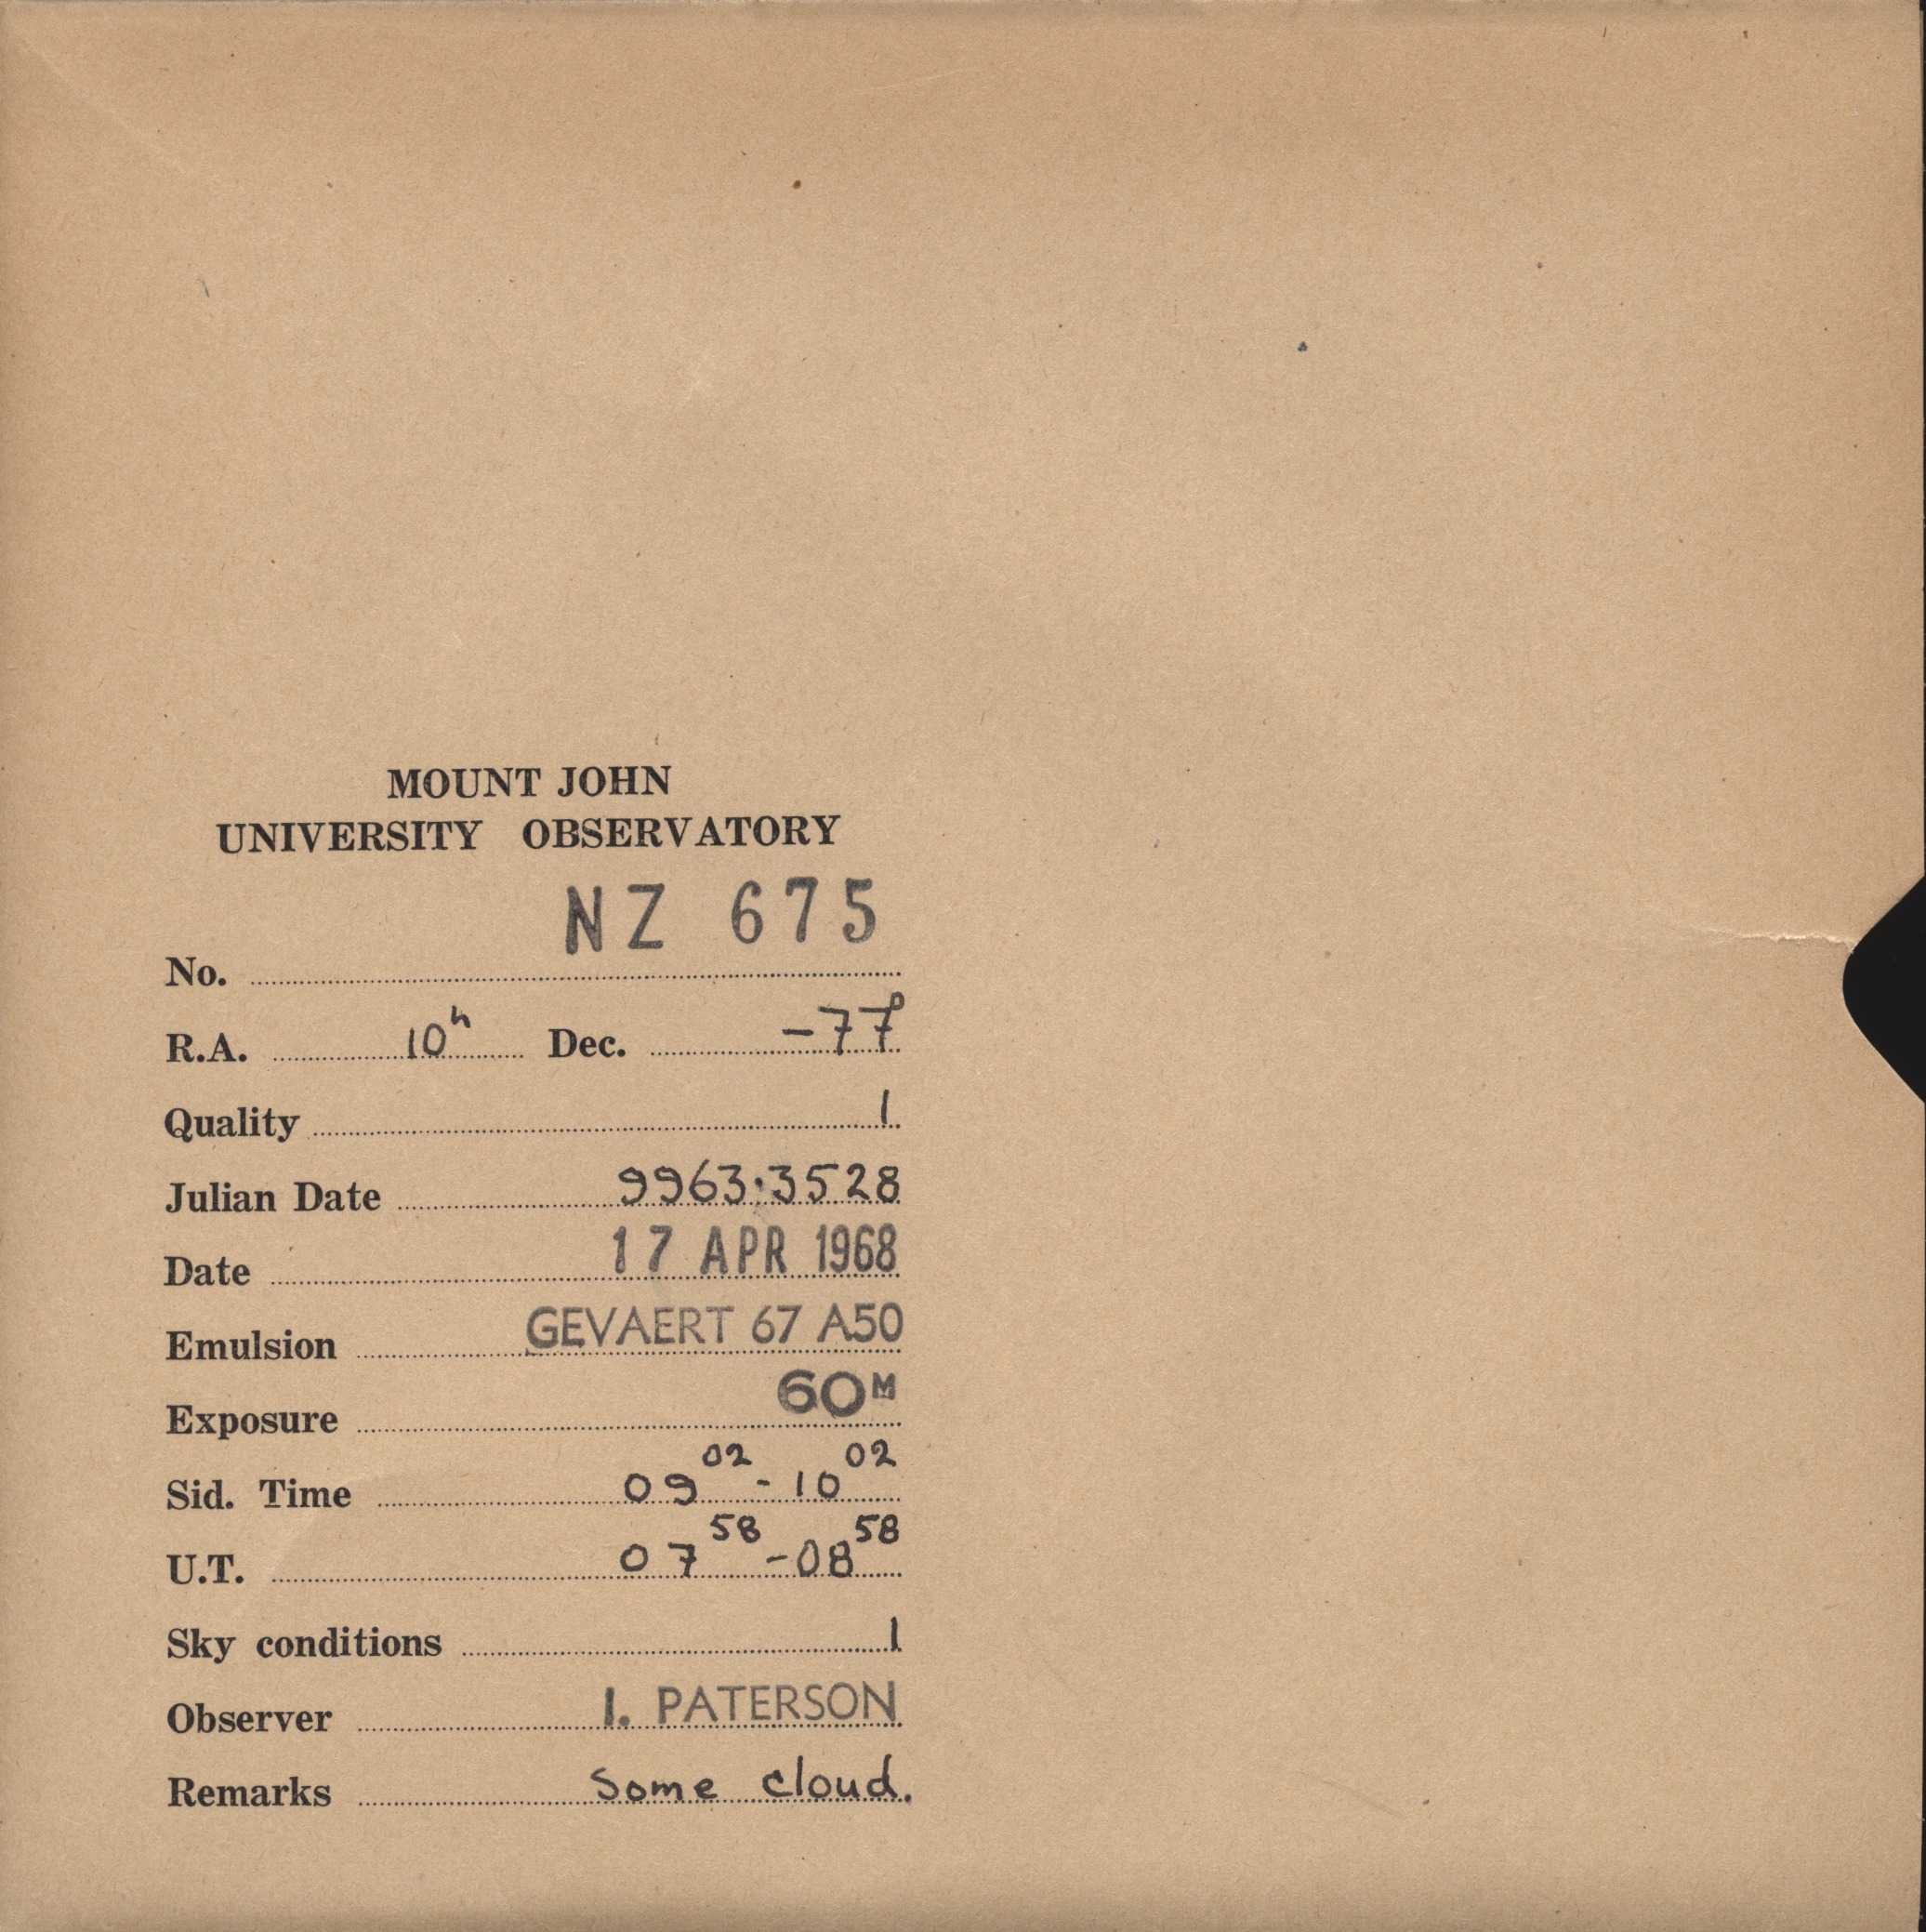 MOUNT JOHN
UNIVERSITY OBSERVATORY
No. NZ 675
R.A. 10h Dec. -77°
Quality 1
Julian Date 9963.3528
Date 17 APR 1968
Emulsion GEVAERT 67 A50
Exposure 60M
Sid. Time 09 02 - 10 02
U.T. 07 58 - 08 58
Sky conditions 1
Observer I. PATERSON
Remarks Some cloud.